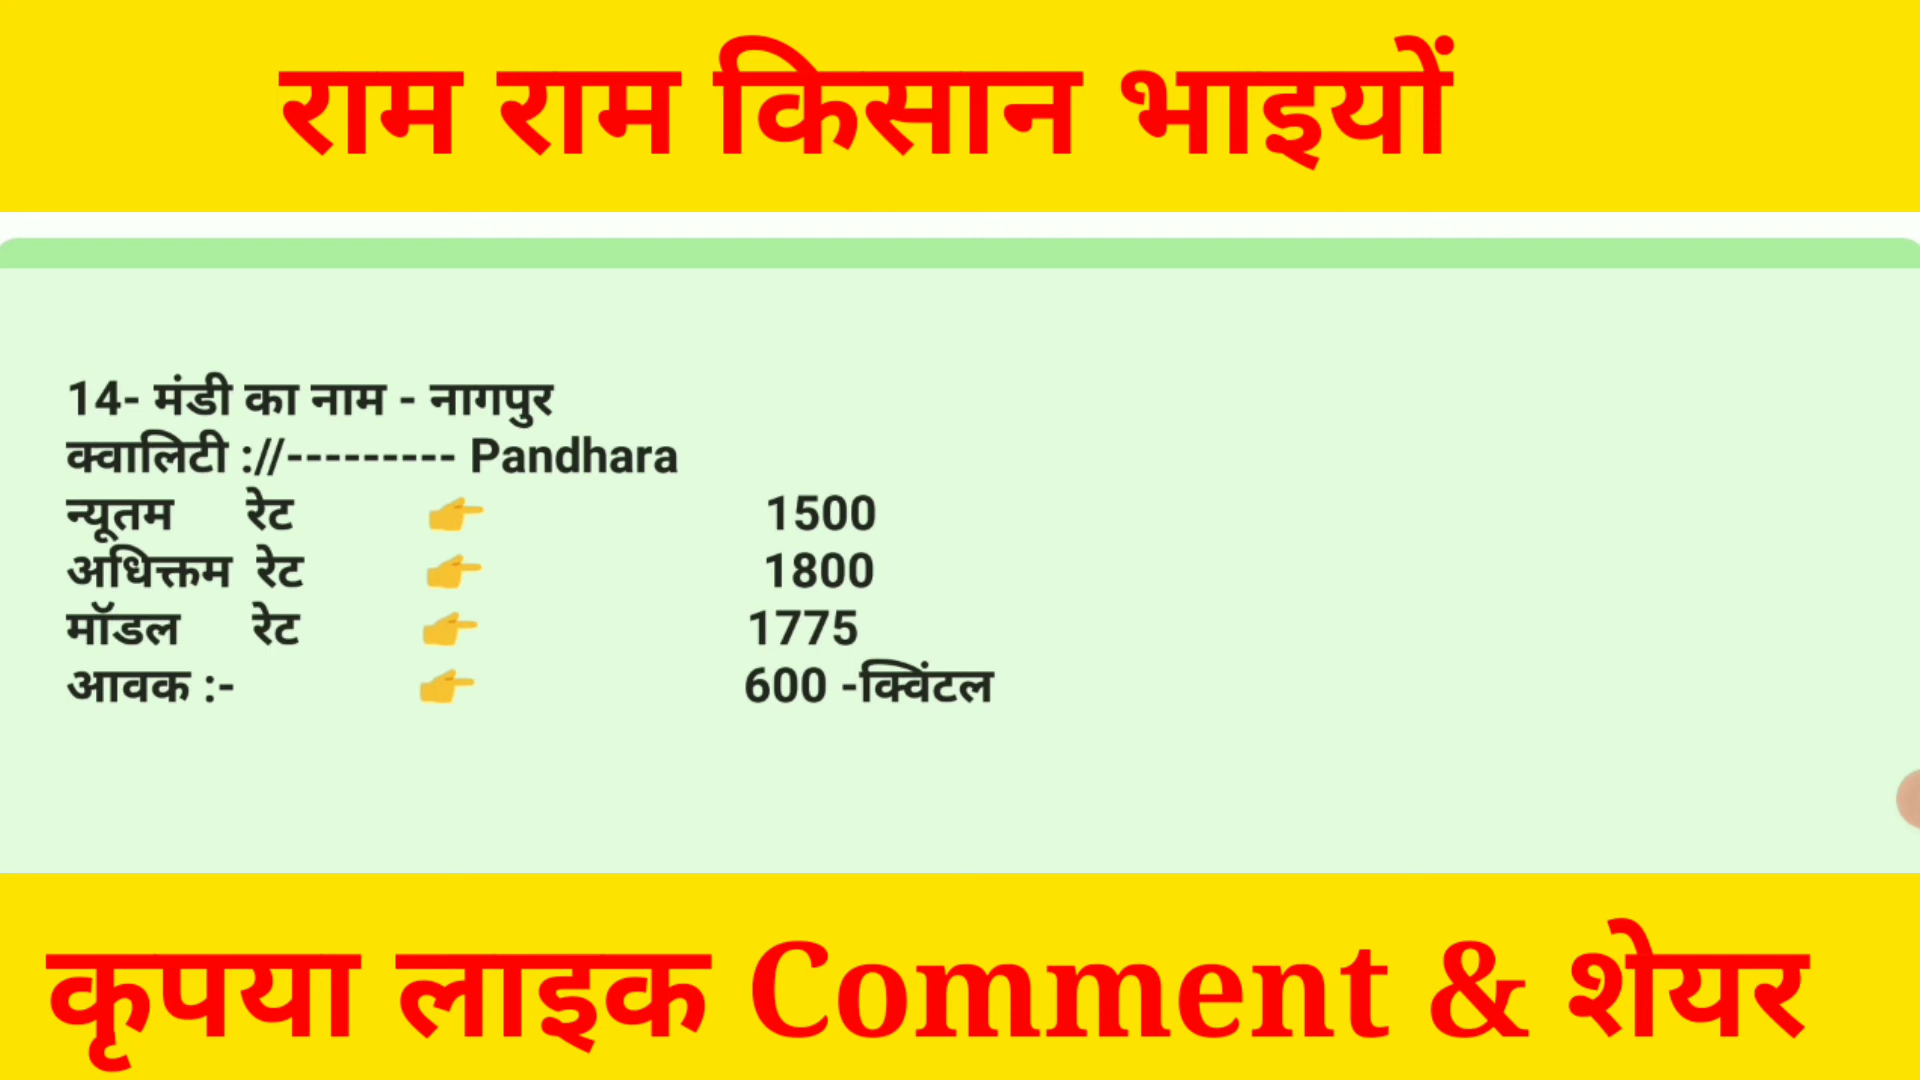 राम राम किसान भाइयों
14- मंडी का नाम - नागपुर
क्वालिटी ://--------- Pandhara
न्यूतम रेट 👉 1500
अधिक्तम रेट 👉 1800
मॉडल रेट 👉 1775
आवक :- 👉 600 -क्विंटल
कृपया लाइक Comment & शेयर